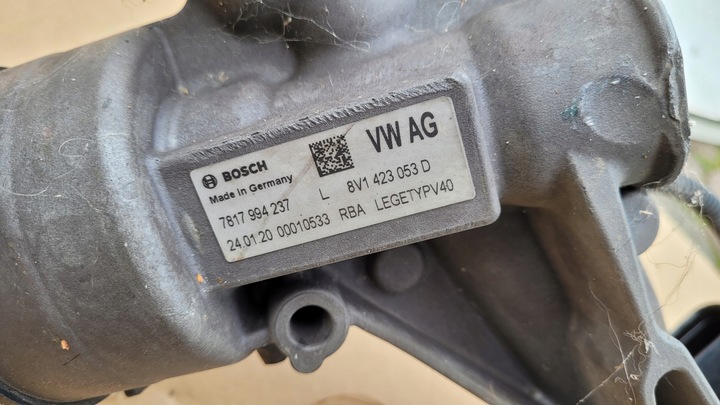 BOSCH VW AG
Made in Germany
7817 994 237 L 8V1 423 053 D
24.01.20 00010533 RBA LEGETYPV40